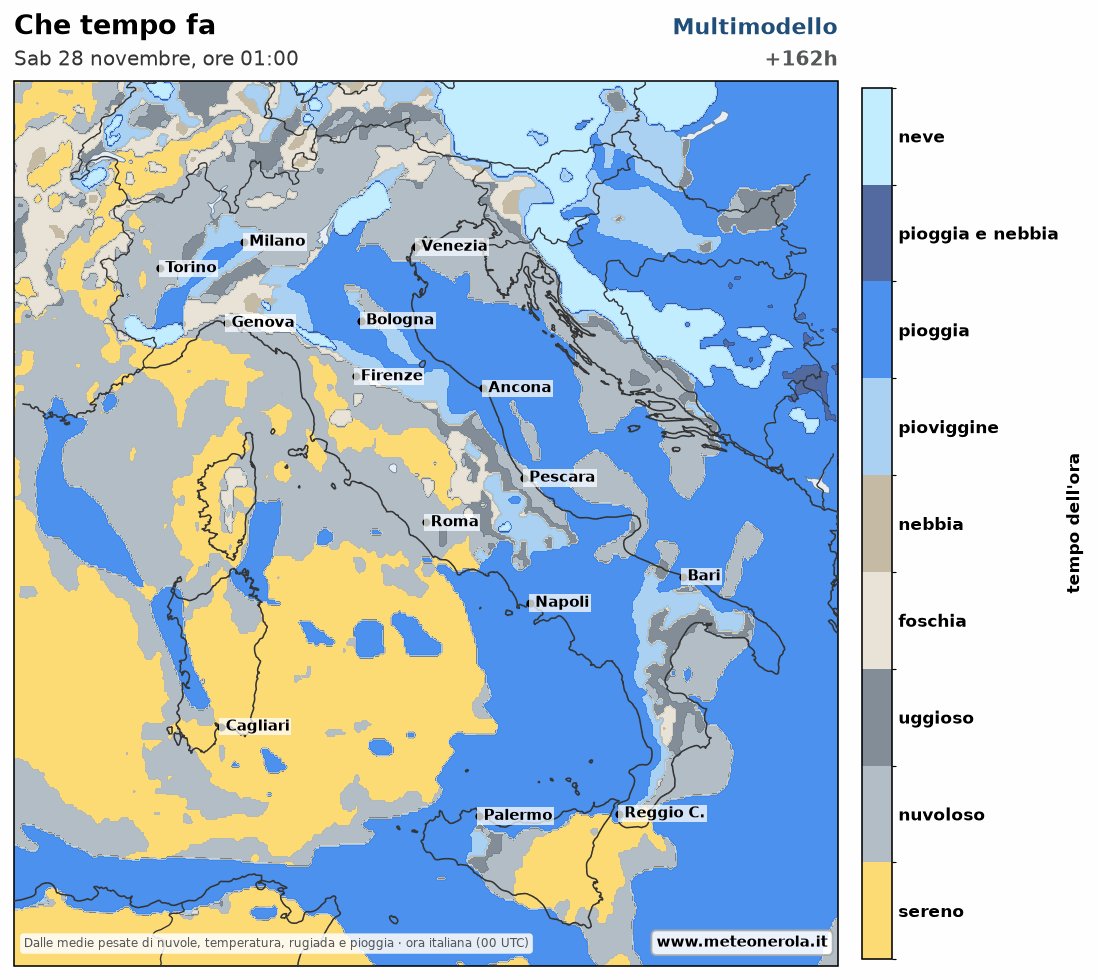 Che tempo fa
Multimodello
Sab 28 novembre, ore 01:00
+162h
neve
pioggia e nebbia
pioggia
pioviggine
nebbia
foschia
uggioso
nuvoloso
sereno
tempo dell'ora
Milano
Venezia
Torino
Genova
Bologna
Firenze
Ancona
Pescara
Roma
Bari
Napoli
Cagliari
Palermo
Reggio C.
Dalle medie pesate di nuvole, temperatura, rugiada e pioggia · ora italiana (00 UTC)
www.meteonerola.it